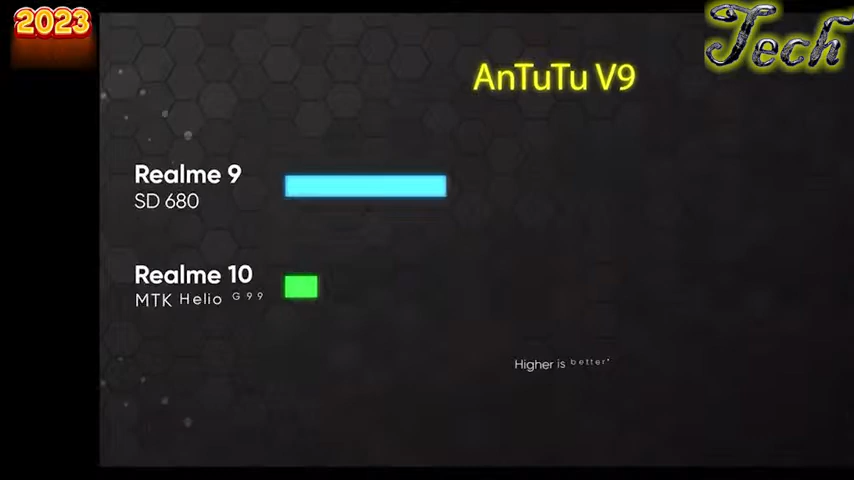 2023
Tech
AnTuTu V9
Realme 9
SD 680
Realme 10
MTK Helio G99
Higher is better*